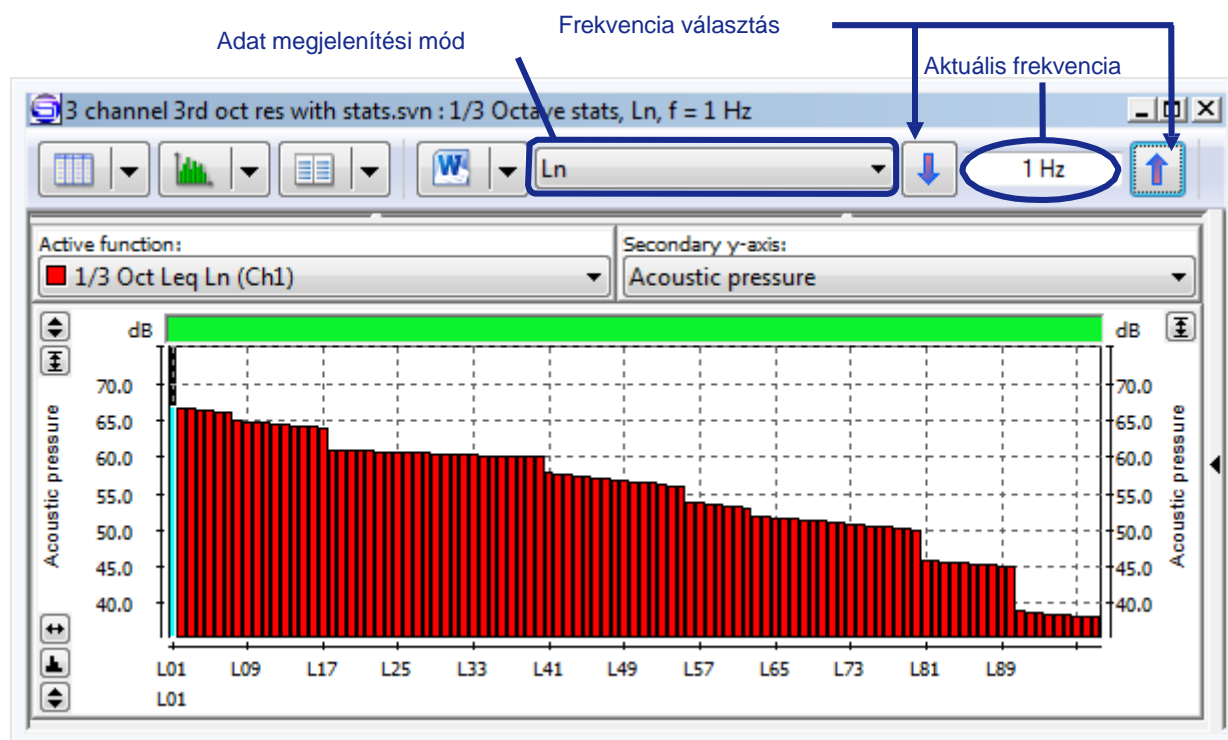 Frekvencia választás
Adat megjelenítési mód
Aktuális frekvencia
3 channel 3rd oct res with stats.svn : 1/3 Octave stats, Ln, f = 1 Hz
Ln
1 Hz
Active function:
Secondary y-axis:
1/3 Oct Leq Ln (Ch1)
Acoustic pressure
dB
dB
70.0
70.0
65.0
65.0
60.0
60.0
55.0
55.0
50.0
50.0
45.0
45.0
40.0
40.0
Acoustic pressure
Acoustic pressure
L01 L09 L17 L25 L33 L41 L49 L57 L65 L73 L81 L89
L01